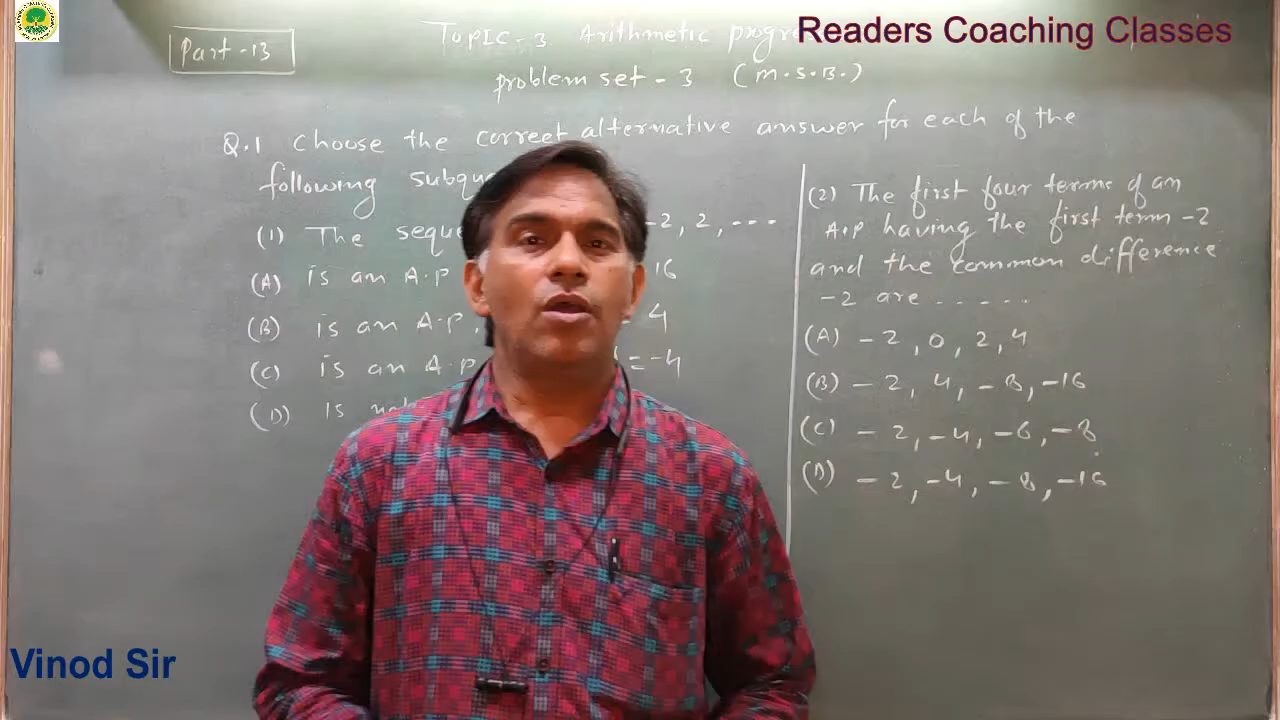 Part-13
Topic-3. Arithmetic
Readers Coaching Classes
problem set - 3 (M.S.B.)
Q.1 Choose the correct alternative answer for each of the
following
(1) The
-2, 2, ---
(A) is an A.P
16
(B) is an A.P,
4
(C) is an A.P
= -4
(D) Is
(2) The first four terms of an
A.P having the first term -2
and the common difference
-2 are . . . . .
(A) -2, 0, 2, 4
(B) -2, 4, -8, -16
(C) -2, -4, -6, -8
(D) -2, -4, -8, -16
Vinod Sir